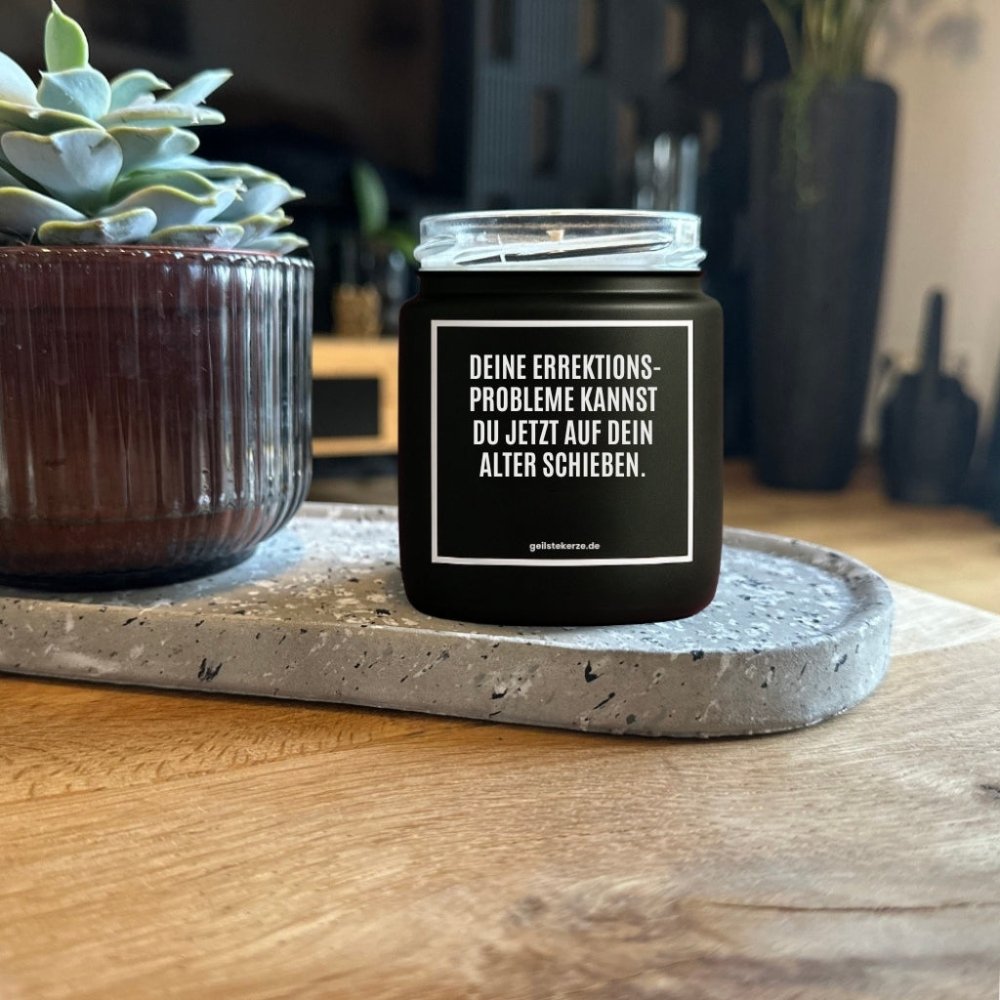 DEINE ERREKTIONS-
PROBLEME KANNST
DU JETZT AUF DEIN
ALTER SCHIEBEN.
geilstekerze.de